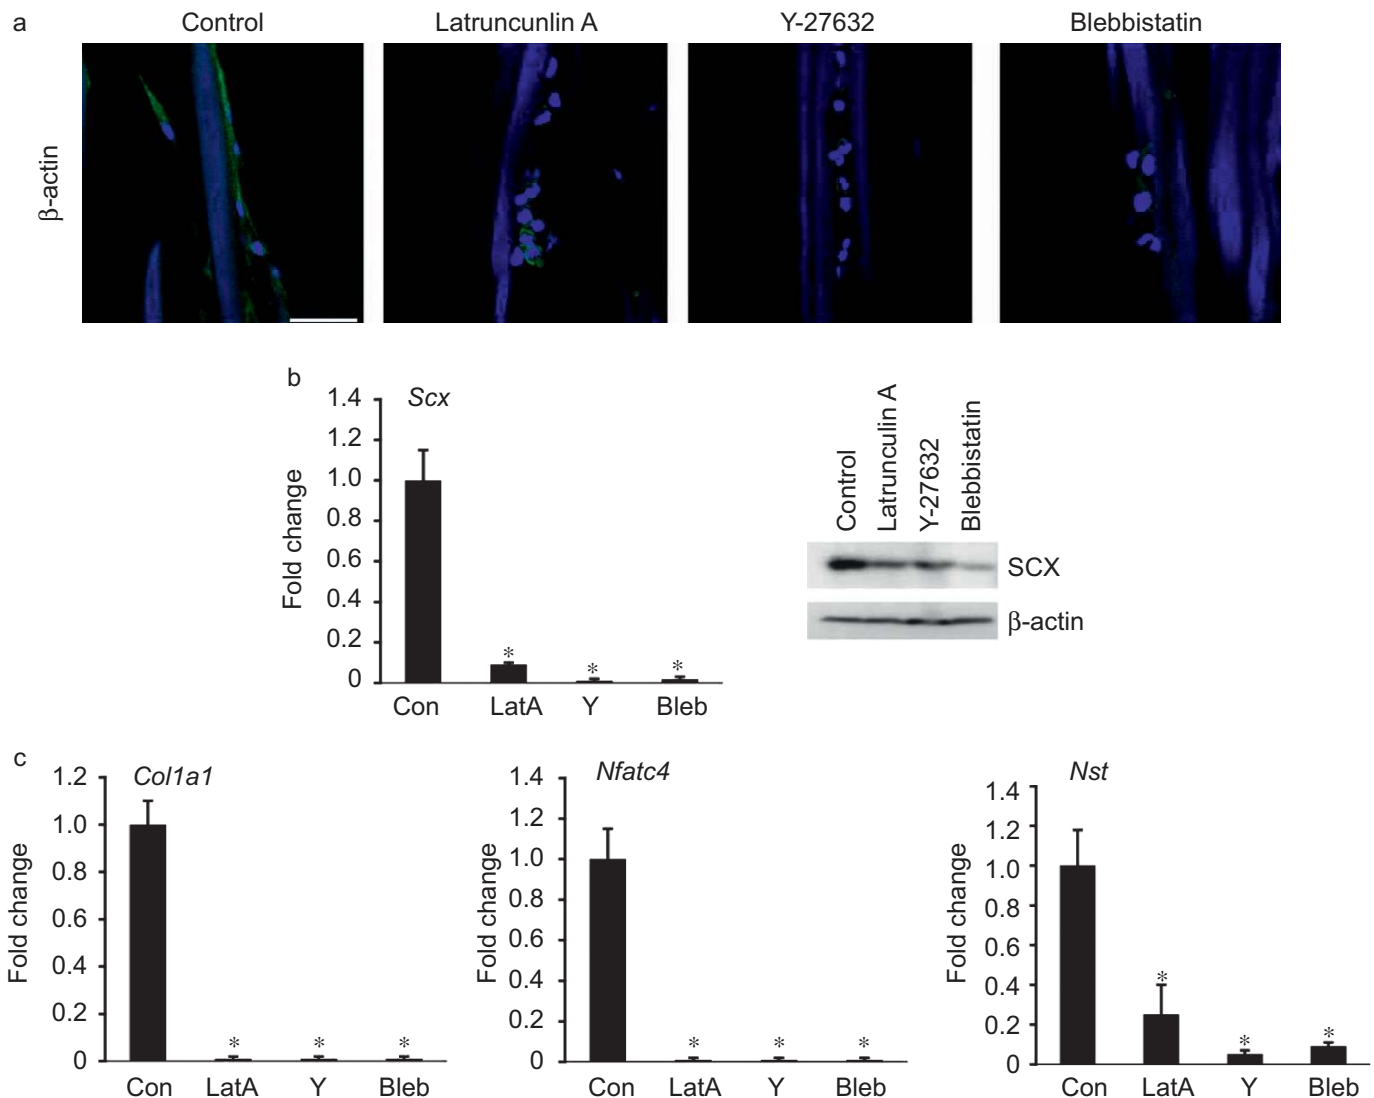 a
Control Latruncunlin A Y-27632 Blebbistatin
β-actin
b
Scx
Fold change
1.4
1.2
1.0
0.8
0.6
0.4
0.2
0
* * *
Con LatA Y Bleb
Control
Latrunculin A
Y-27632
Blebbistatin
SCX
β-actin
c
Col1a1
Fold change
1.2
1.0
0.8
0.6
0.4
0.2
0
* * *
Con LatA Y Bleb
Nfatc4
Fold change
1.4
1.2
1.0
0.8
0.6
0.4
0.2
0
* * *
Con LatA Y Bleb
Nst
Fold change
1.4
1.2
1.0
0.8
0.6
0.4
0.2
0
* * *
Con LatA Y Bleb